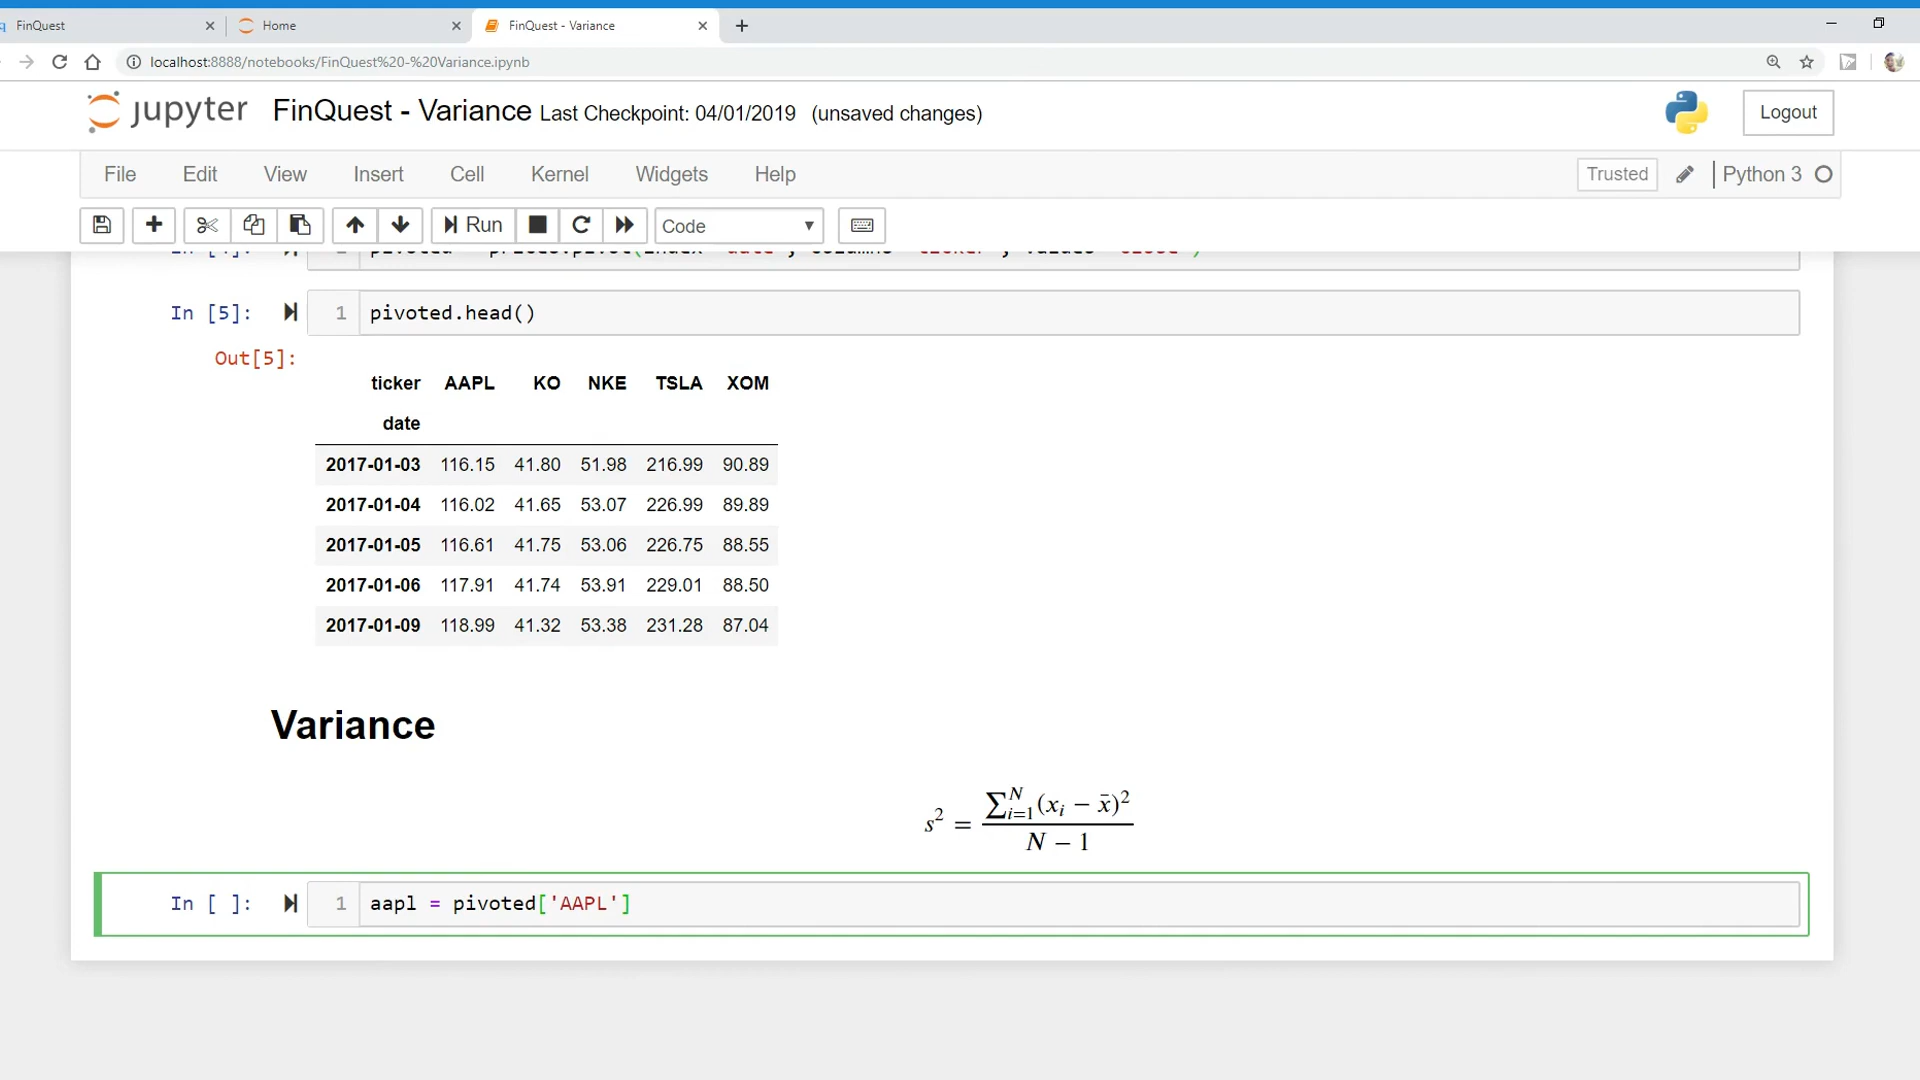 FinQuest
Home
FinQuest - Variance
localhost:8888/notebooks/FinQuest%20-%20Variance.ipynb
jupyter FinQuest - Variance Last Checkpoint: 04/01/2019 (unsaved changes)
Logout
File Edit View Insert Cell Kernel Widgets Help
Trusted
Python 3
Run
Code
In [5]: 1 pivoted.head()
Out[5]:
ticker AAPL KO NKE TSLA XOM
date
2017-01-03 116.15 41.80 51.98 216.99 90.89
2017-01-04 116.02 41.65 53.07 226.99 89.89
2017-01-05 116.61 41.75 53.06 226.75 88.55
2017-01-06 117.91 41.74 53.91 229.01 88.50
2017-01-09 118.99 41.32 53.38 231.28 87.04
Variance
s² = ∑ᵢ₌₁ᴺ(xᵢ − x̄)² / N − 1
In [ ]: 1 aapl = pivoted['AAPL']